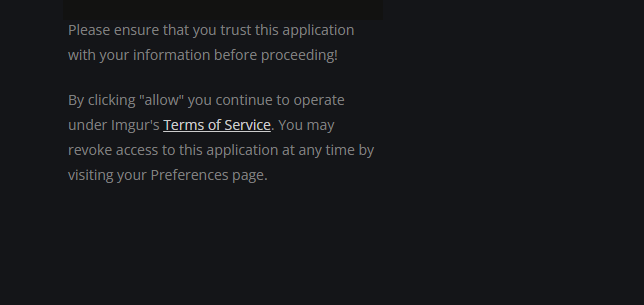 Please ensure that you trust this application
with your information before proceeding!
By clicking "allow" you continue to operate
under Imgur's Terms of Service. You may
revoke access to this application at any time by
visiting your Preferences page.